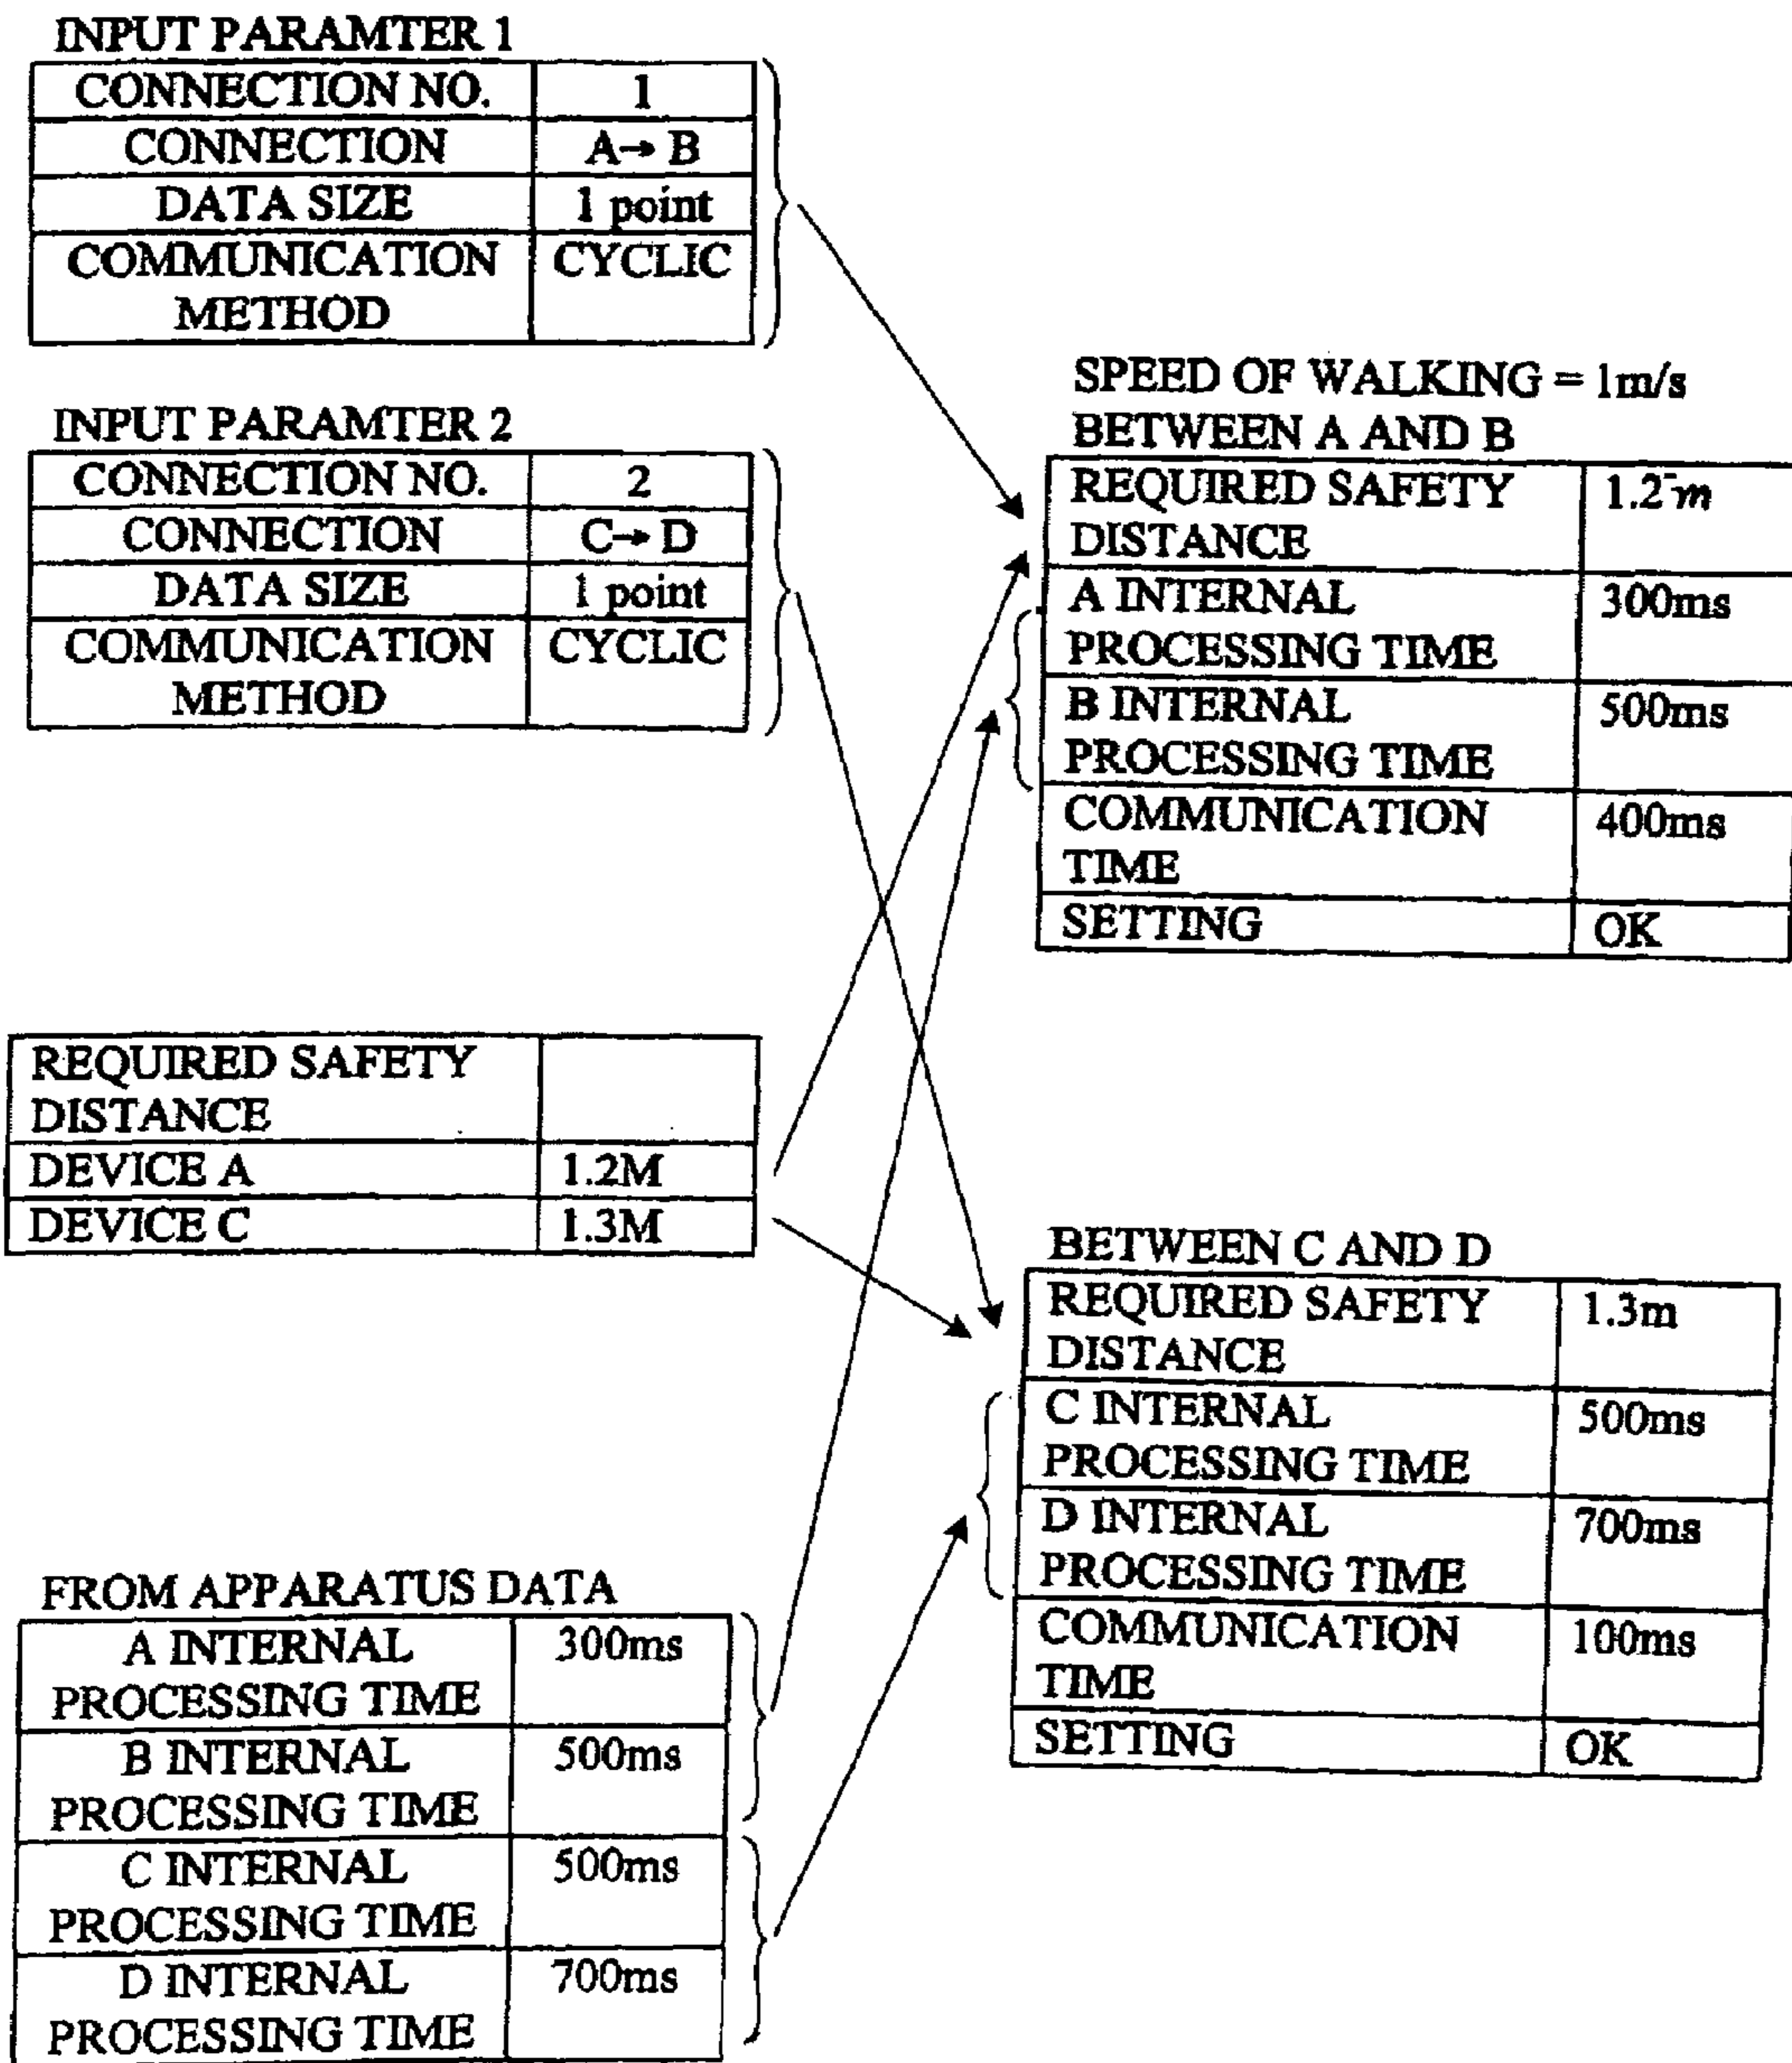 INPUT PARAMTER 1
CONNECTION NO. 1
CONNECTION A→ B
DATA SIZE 1 point
COMMUNICATION CYCLIC
METHOD
INPUT PARAMTER 2
CONNECTION NO. 2
CONNECTION C→ D
DATA SIZE 1 point
COMMUNICATION CYCLIC
METHOD
REQUIRED SAFETY
DISTANCE
DEVICE A 1.2M
DEVICE C 1.3M
FROM APPARATUS DATA
A INTERNAL 300ms
PROCESSING TIME
B INTERNAL 500ms
PROCESSING TIME
C INTERNAL 500ms
PROCESSING TIME
D INTERNAL 700ms
PROCESSING TIME
SPEED OF WALKING = 1m/s
BETWEEN A AND B
REQUIRED SAFETY 1.2 m
DISTANCE
A INTERNAL 300ms
PROCESSING TIME
B INTERNAL 500ms
PROCESSING TIME
COMMUNICATION 400ms
TIME
SETTING OK
BETWEEN C AND D
REQUIRED SAFETY 1.3m
DISTANCE
C INTERNAL 500ms
PROCESSING TIME
D INTERNAL 700ms
PROCESSING TIME
COMMUNICATION 100ms
TIME
SETTING OK